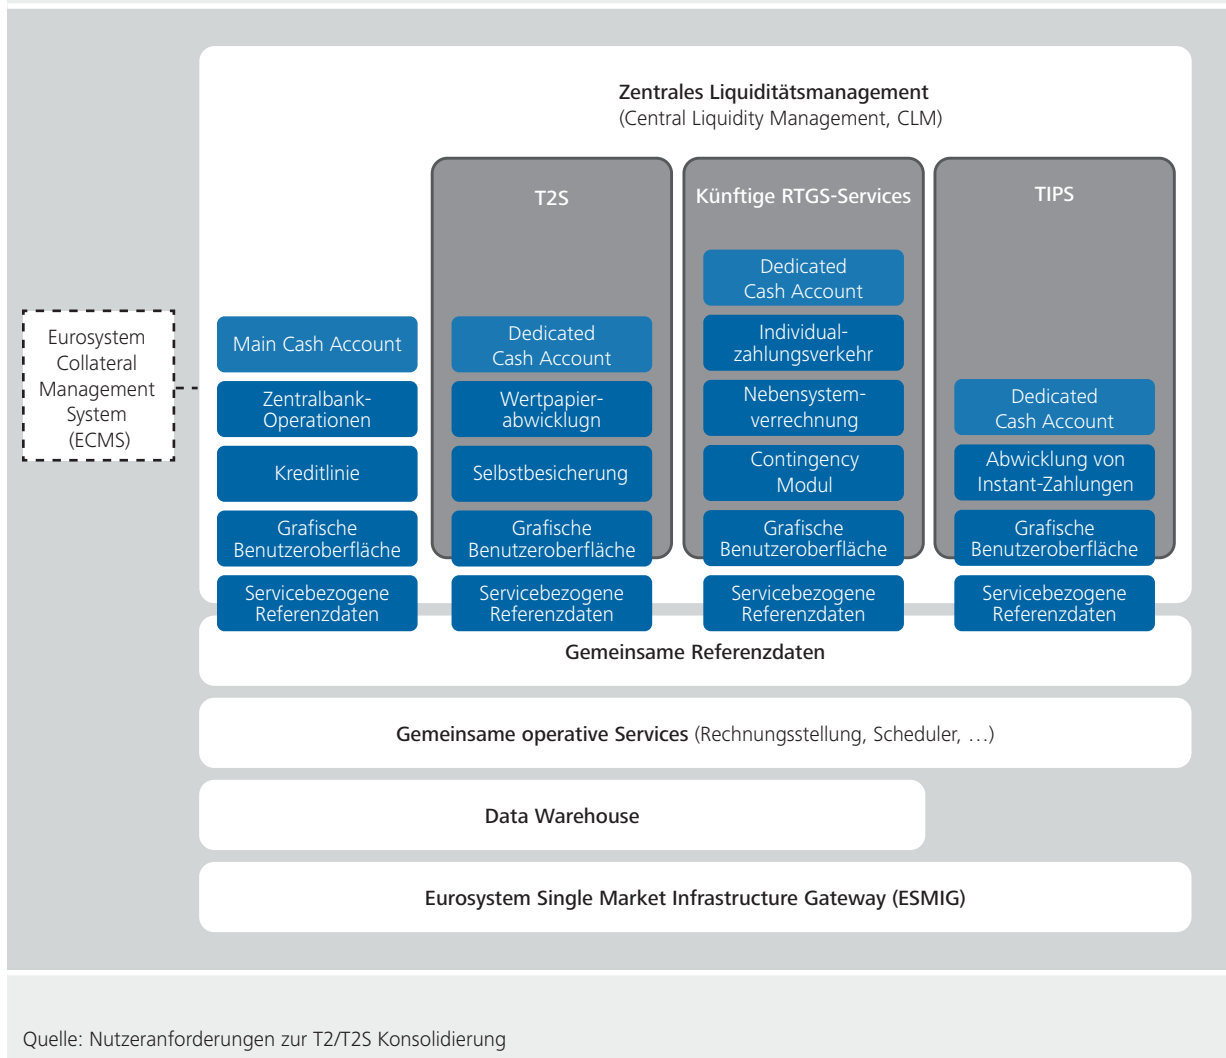 Zentrales Liquiditätsmanagement
(Central Liquidity Management, CLM)
Eurosystem
Collateral
Management
System
(ECMS)
Main Cash Account
Zentralbank-
Operationen
Kreditlinie
Grafische
Benutzeroberfläche
Servicebezogene
Referenzdaten
T2S
Dedicated
Cash Account
Wertpapier-
abwicklugn
Selbstbesicherung
Grafische
Benutzeroberfläche
Servicebezogene
Referenzdaten
Künftige RTGS-Services
Dedicated
Cash Account
Individual-
zahlungsverkehr
Nebensystem-
verrechnung
Contingency
Modul
Grafische
Benutzeroberfläche
Servicebezogene
Referenzdaten
TIPS
Dedicated
Cash Account
Abwicklung von
Instant-Zahlungen
Grafische
Benutzeroberfläche
Servicebezogene
Referenzdaten
Gemeinsame Referenzdaten
Gemeinsame operative Services (Rechnungsstellung, Scheduler, …)
Data Warehouse
Eurosystem Single Market Infrastructure Gateway (ESMIG)
Quelle: Nutzeranforderungen zur T2/T2S Konsolidierung